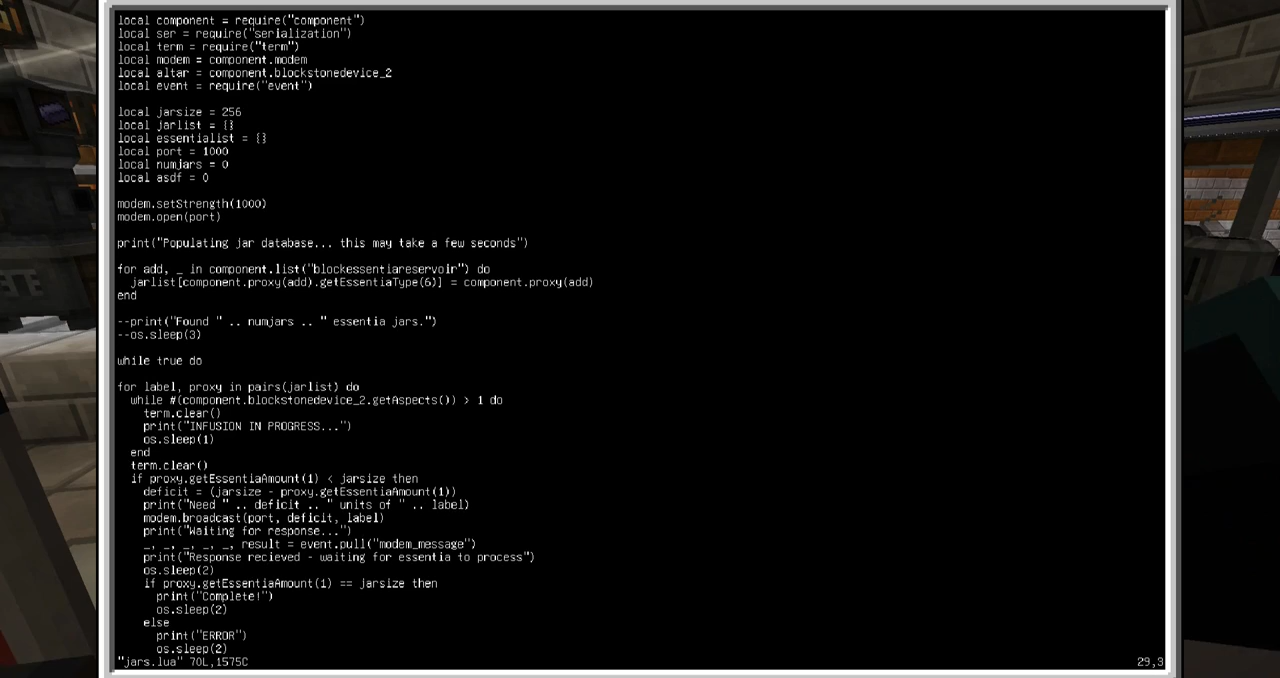 local component = require("component")
local ser = require("serialization")
local term = require("term")
local modem = component.modem
local altar = component.blockstonedevice_2
local event = require("event")
local jarsize = 256
local jarlist = {}
local essentialist = {}
local port = 1000
local numjars = 0
local asdf = 0
modem.setStrength(1000)
modem.open(port)
print("Populating jar database... this may take a few seconds")
for add, _ in component.list("blockessentiareservoir") do
  jarlist[component.proxy(add).getEssentiaType(6)] = component.proxy(add)
end
--print("Found " .. numjars .. " essentia jars.")
--os.sleep(3)
while true do
for label, proxy in pairs(jarlist) do
  while #(component.blockstonedevice_2.getAspects()) > 1 do
    term.clear()
    print("INFUSION IN PROGRESS...")
    os.sleep(1)
  end
  term.clear()
  if proxy.getEssentiaAmount(1) < jarsize then
    deficit = (jarsize - proxy.getEssentiaAmount(1))
    print("Need " .. deficit .. " units of " .. label)
    modem.broadcast(port, deficit, label)
    print("Waiting for response...")
    _, _, _, _, _, result = event.pull("modem_message")
    print("Response recieved - waiting for essentia to process")
    os.sleep(2)
    if proxy.getEssentiaAmount(1) == jarsize then
      print("Complete!")
      os.sleep(2)
    else
      print("ERROR")
      os.sleep(2)
"jars.lua" 70L,1575C 29,3